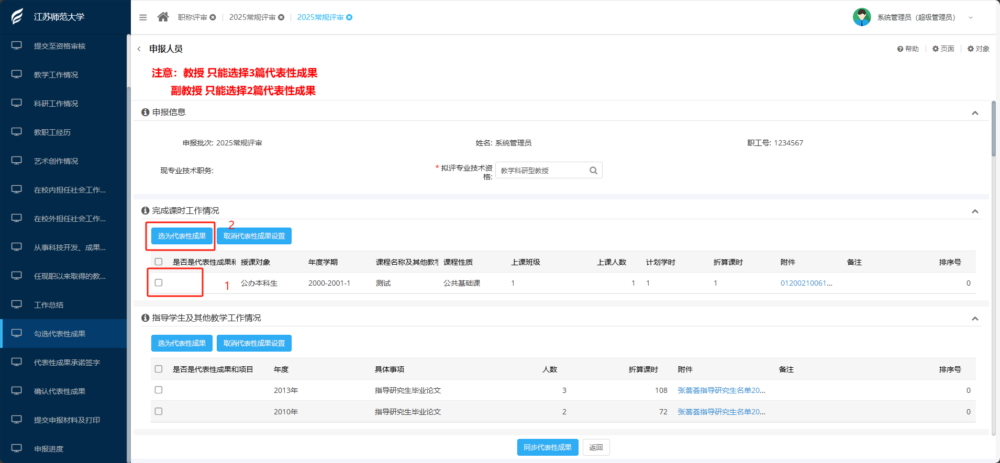 江苏师范大学
职称评审
2025常规评审
2025常规评审
系统管理员（超级管理员）
提交至资格审核
教学工作情况
科研工作情况
教职工经历
艺术创作情况
在校内担任社会工作...
在校外担任社会工作...
从事科技开发、成果...
任现职以来取得的教...
工作总结
勾选代表性成果
代表性成果承诺签字
确认代表性成果
提交申报材料及打印
申报进度
申报人员
帮助 页面 对象
注意：教授 只能选择3篇代表性成果
副教授 只能选择2篇代表性成果
申报信息
申报批次: 2025常规评审 姓名: 系统管理员 职工号: 1234567
现专业技术职务: * 拟评专业技术资格: 教学科研型教授
完成课时工作情况
选为代表性成果 取消代表性成果设置 2
是否是代表性成果和 授课对象 年度学期 课程名称及其他教学 课程性质 上课班级 上课人数 计划学时 折算课时 附件 备注 排序号
1 公办本科生 2000-2001-1 测试 公共基础课 1 1 1 1 01200210061... 0
指导学生及其他教学工作情况
选为代表性成果 取消代表性成果设置
是否是代表性成果和项目 年度 具体事项 人数 折算课时 附件 备注 排序号
2013年 指导研究生毕业论文 3 108 张蓊荟指导研究生名单20... 0
2010年 指导研究生毕业论文 2 72 张蓊荟指导研究生名单20... 0
同步代表性成果 返回